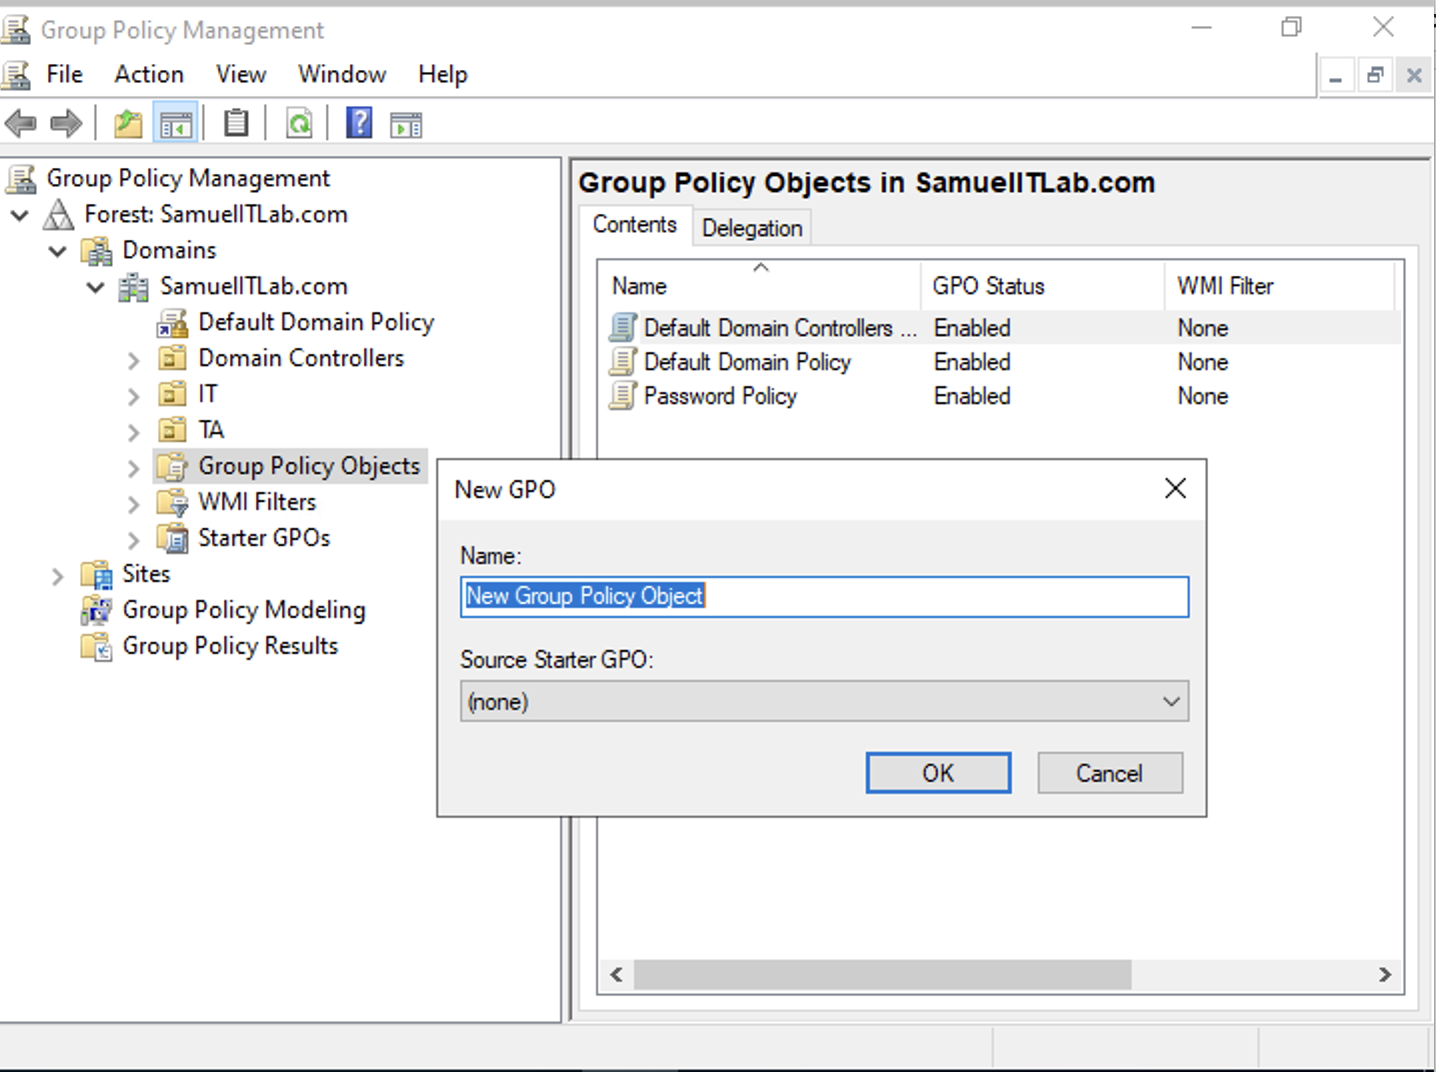 Group Policy Management
File Action View Window Help
Group Policy Management
Forest: SamuelITLab.com
Domains
SamuelITLab.com
Default Domain Policy
Domain Controllers
IT
TA
Group Policy Objects
WMI Filters
Starter GPOs
Sites
Group Policy Modeling
Group Policy Results
Group Policy Objects in SamuelITLab.com
Contents Delegation
Name GPO Status WMI Filter
Default Domain Controllers ... Enabled None
Default Domain Policy Enabled None
Password Policy Enabled None
New GPO
Name:
New Group Policy Object
Source Starter GPO:
(none)
OK Cancel